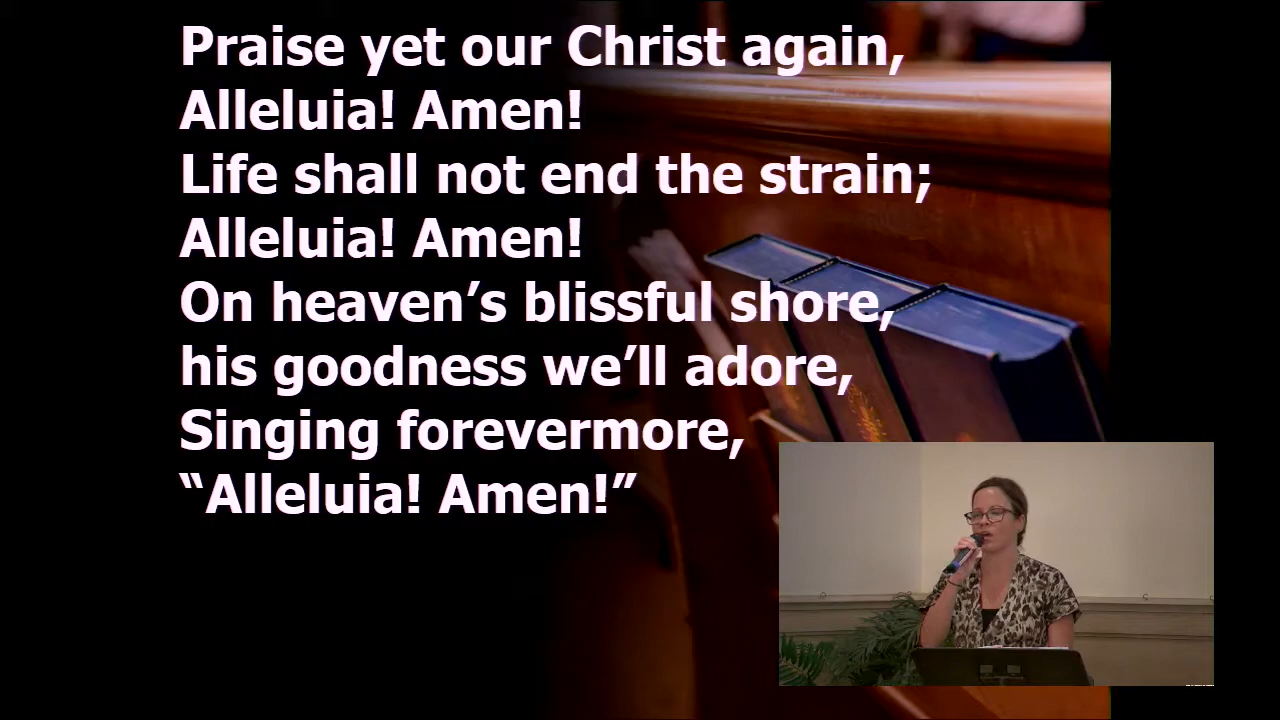 Praise yet our Christ again,
Alleluia! Amen!
Life shall not end the strain;
Alleluia! Amen!
On heaven’s blissful shore,
his goodness we’ll adore,
Singing forevermore,
“Alleluia! Amen!”